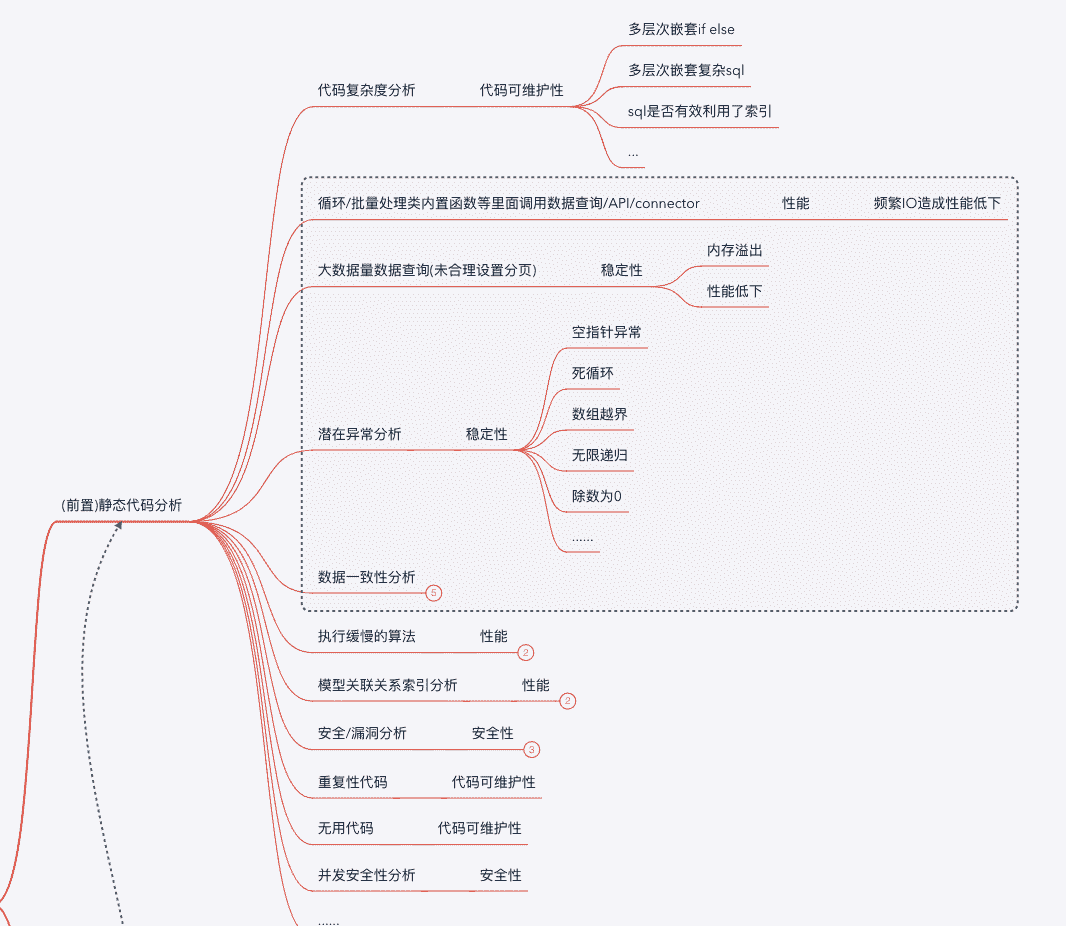 多层次嵌套if else
多层次嵌套复杂sql
代码复杂度分析 代码可维护性
sql是否有效利用了索引
...
循环/批量处理类内置函数等里面调用数据查询/API/connector 性能 频繁IO造成性能低下
内存溢出
大数据量数据查询(未合理设置分页) 稳定性
性能低下
空指针异常
死循环
数组越界
潜在异常分析 稳定性
无限递归
除数为0
......
(前置)静态代码分析
数据一致性分析 5
执行缓慢的算法 性能 2
模型关联关系索引分析 性能 2
安全/漏洞分析 安全性 3
重复性代码 代码可维护性
无用代码 代码可维护性
并发安全性分析 安全性
......